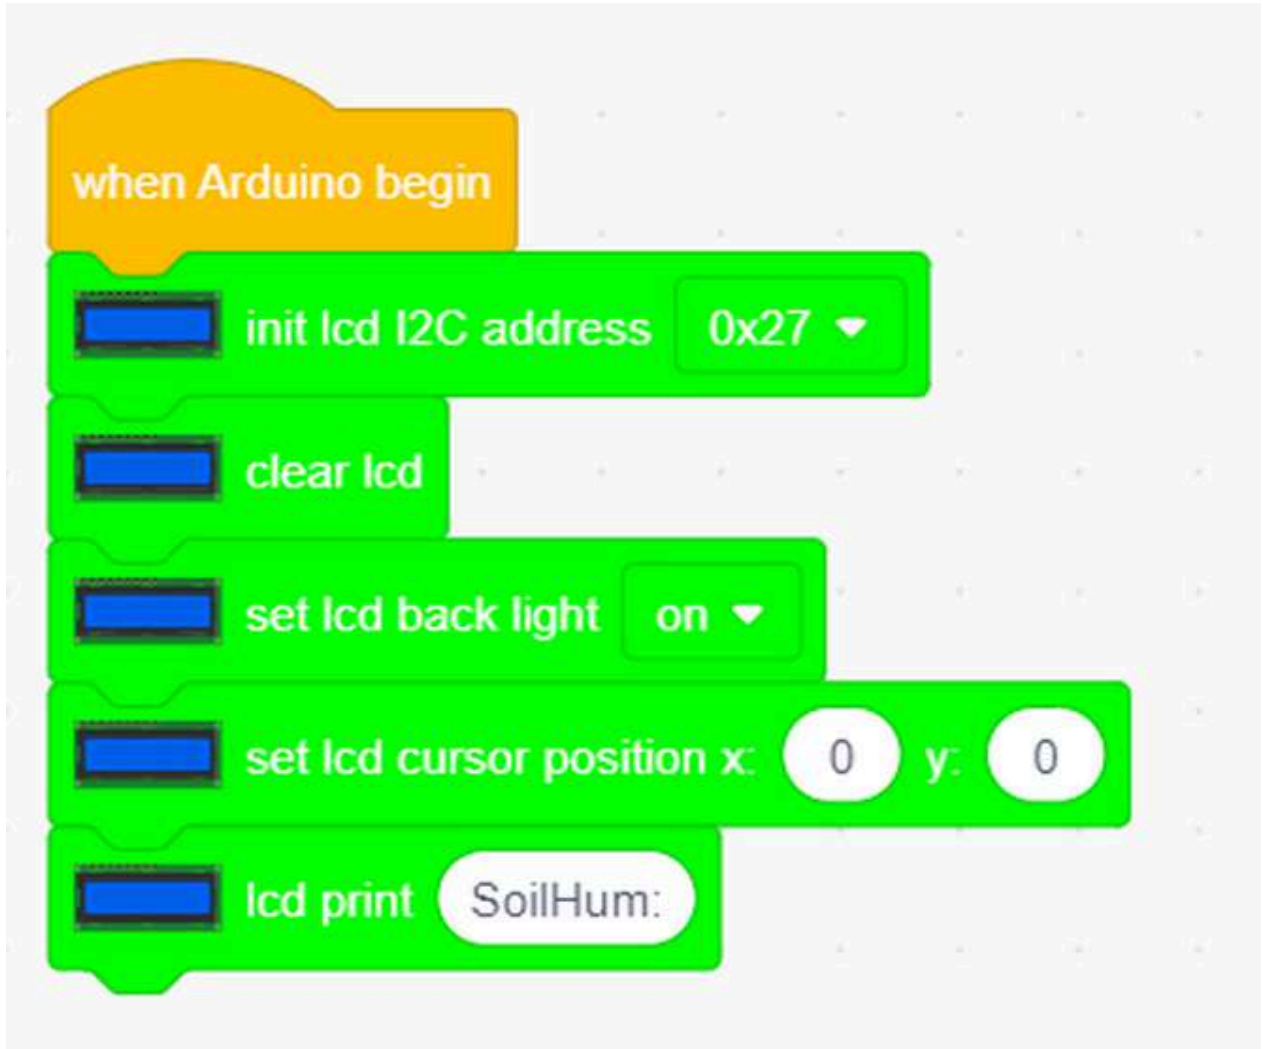 when Arduino begin
init lcd I2C address 0x27
clear lcd
set lcd back light on
set lcd cursor position x: 0 y: 0
lcd print SoilHum: